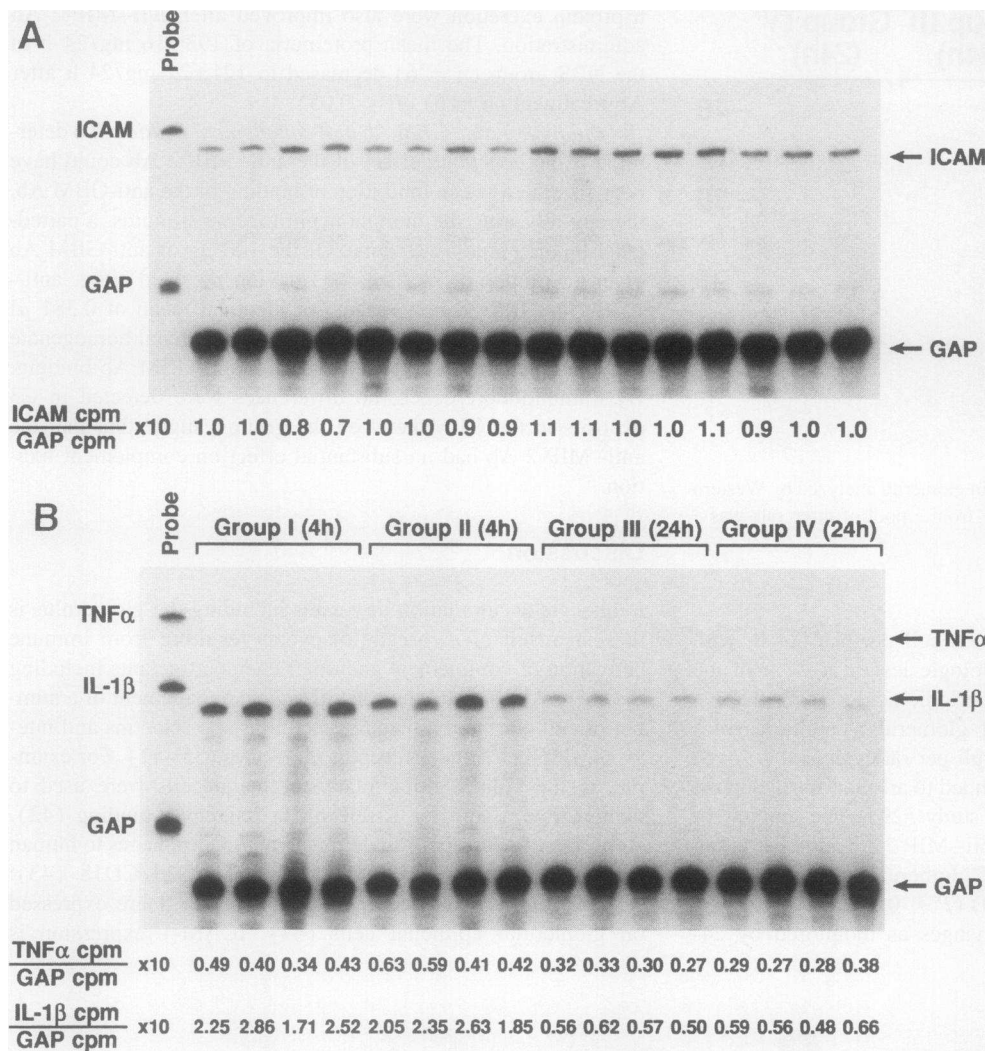 A
Probe
ICAM
ICAM
GAP
GAP
ICAM cpm
GAP cpm
x10 1.0 1.0 0.8 0.7 1.0 1.0 0.9 0.9 1.1 1.1 1.0 1.0 1.1 0.9 1.0 1.0
B
Probe
Group I (4h) Group II (4h) Group III (24h) Group IV (24h)
TNFα
TNFα
IL-1β
IL-1β
GAP
GAP
TNFα cpm
GAP cpm
x10 0.49 0.40 0.34 0.43 0.63 0.59 0.41 0.42 0.32 0.33 0.30 0.27 0.29 0.27 0.28 0.38
IL-1β cpm
GAP cpm
x10 2.25 2.86 1.71 2.52 2.05 2.35 2.63 1.85 0.56 0.62 0.57 0.50 0.59 0.56 0.48 0.66